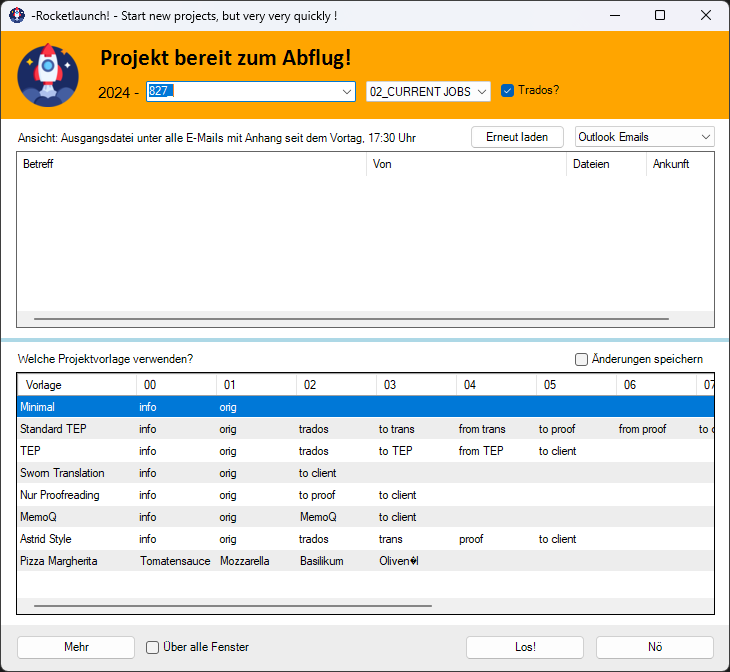 -Rocketlaunch! - Start new projects, but very very quickly !
Projekt bereit zum Abflug!
2024 - 827_ 02_CURRENT JOBS Trados?
Ansicht: Ausgangsdatei unter alle E-Mails mit Anhang seit dem Vortag, 17:30 Uhr Erneut laden Outlook Emails
Betreff Von Dateien Ankunft
Welche Projektvorlage verwenden? Änderungen speichern
Vorlage 00 01 02 03 04 05 06 07
Minimal info orig
Standard TEP info orig trados to trans from trans to proof from proof to c
TEP info orig trados to TEP from TEP to client
Sworn Translation info orig to client
Nur Proofreading info orig to proof to client
MemoQ info orig MemoQ to client
Astrid Style info orig trados trans proof to client
Pizza Margherita Tomatensauce Mozzarella Basilikum Oliven�l
Mehr Über alle Fenster Los! Nö